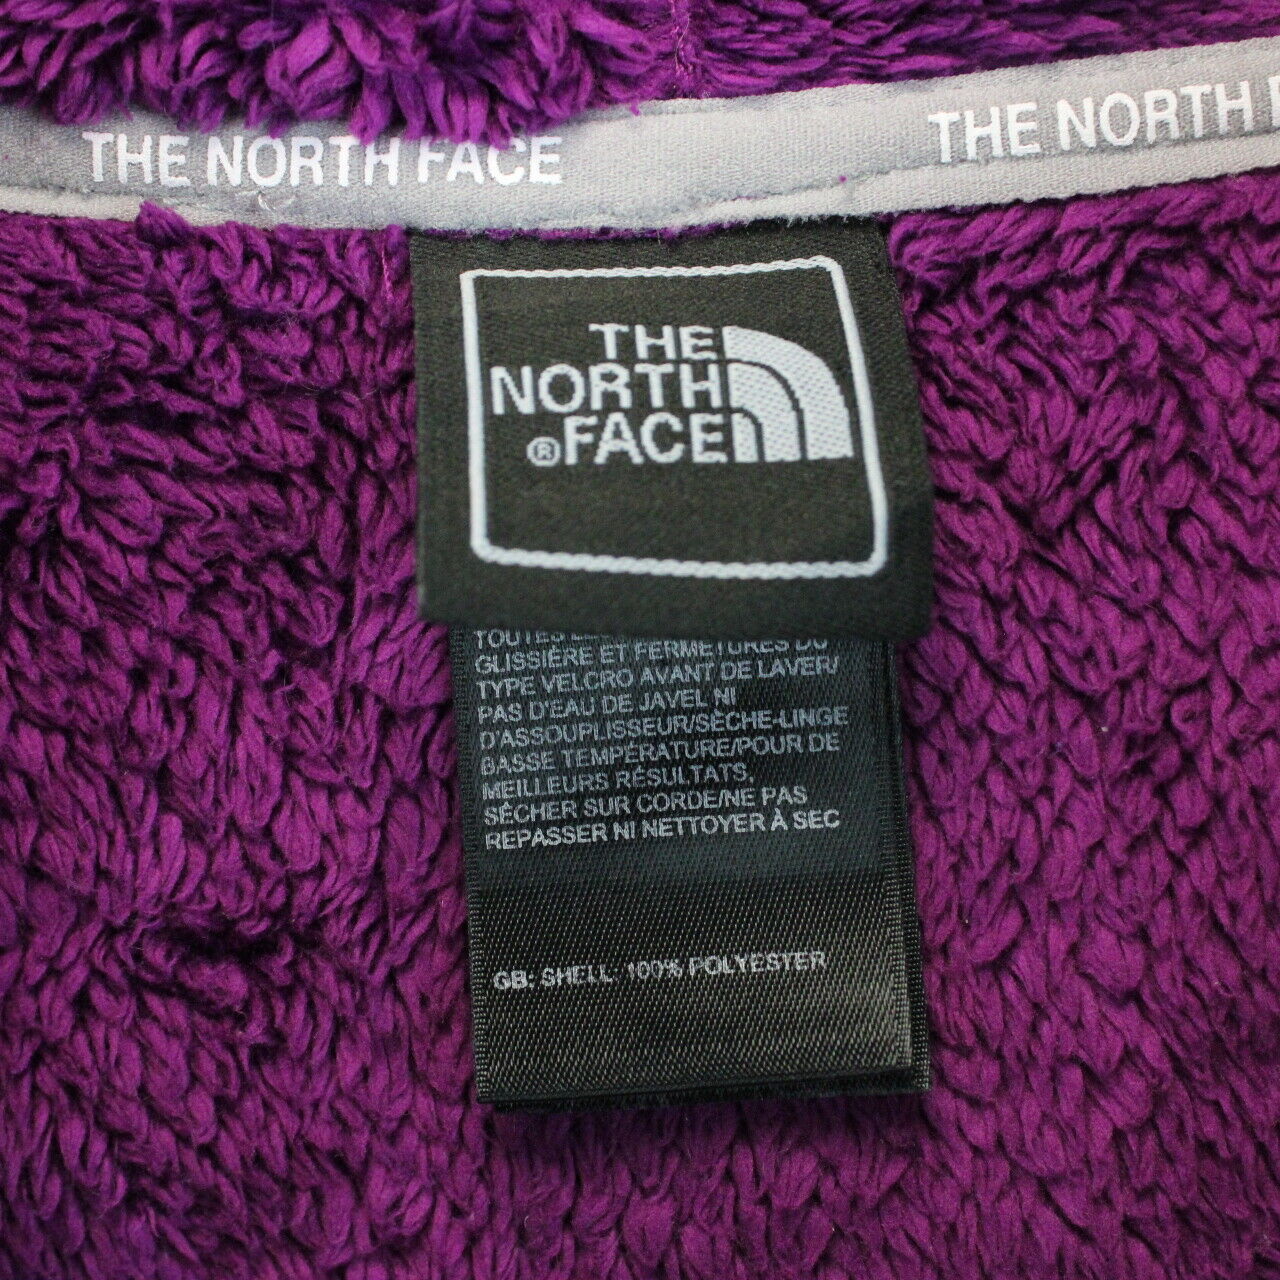 THE NORTH FACE
THE NORTH
THE
NORTH
®FACE
TOUTES
GLISSIÈRE ET FERMETURES DU
TYPE VELCRO AVANT DE LAVER/
PAS D'EAU DE JAVEL NI
D'ASSOUPLISSEUR/SÈCHE-LINGE
BASSE TEMPÉRATURE/POUR DE
MEILLEURS RÉSULTATS,
SÉCHER SUR CORDE/NE PAS
REPASSER NI NETTOYER À SEC
GB: SHELL: 100% POLYESTER